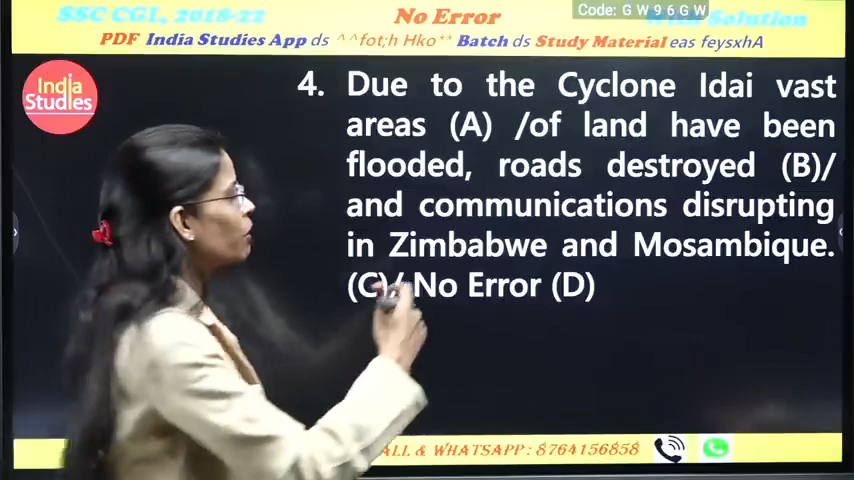 SSC CGL, 2018-22
No Error
Code: G W 9 6 G W
Solution
PDF India Studies App ds ^^fot;h Hko** Batch ds Study Material eas feysxhA
India
Studies
4. Due to the Cyclone Idai vast
areas (A) /of land have been
flooded, roads destroyed (B)/
and communications disrupting
in Zimbabwe and Mosambique.
(C)/ No Error (D)
ALL & WHATSAPP : 8764156858